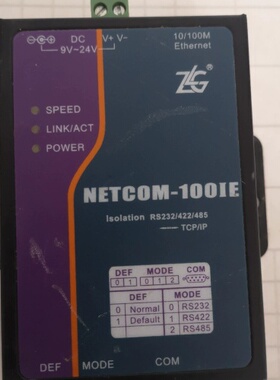 DC V+ V- 10/100M
9V~24V Ethernet
ZLG®
SPEED
LINK/ACT
POWER
NETCOM-100IE
Isolation RS232/422/485
TCP/IP
DEF MODE COM
0 1 0 1 2
DEF MODE
0 Normal 0 RS232
1 Default 1 RS422
2 RS485
DEF MODE COM